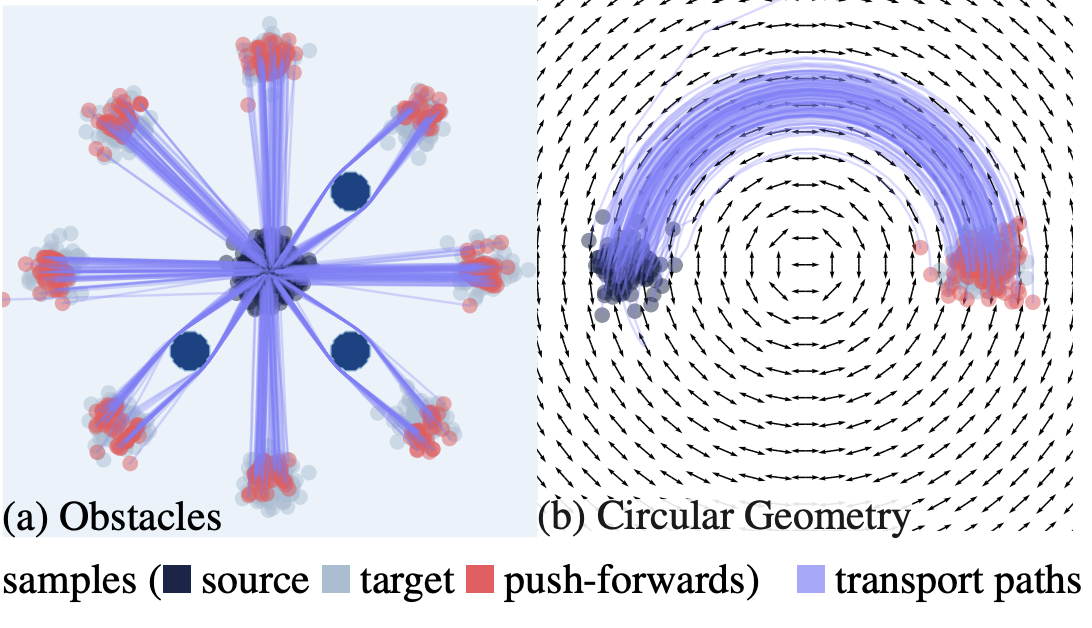 (a) Obstacles
(b) Circular Geometry
samples (source target push-forwards) transport paths